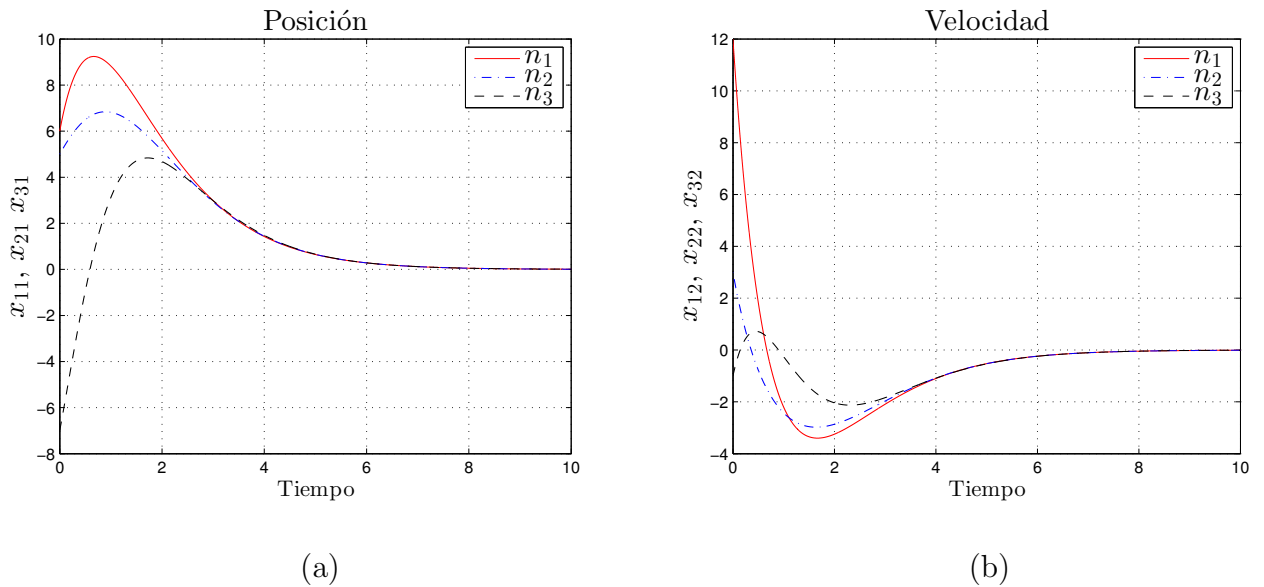 Posición
10
8
6
4
2
0
−2
−4
−6
−8
0 2 4 6 8 10
x₁₁, x₂₁ x₃₁
Tiempo
n₁
n₂
n₃
(a)
Velocidad
12
10
8
6
4
2
0
−2
−4
0 2 4 6 8 10
x₁₂, x₂₂, x₃₂
Tiempo
n₁
n₂
n₃
(b)